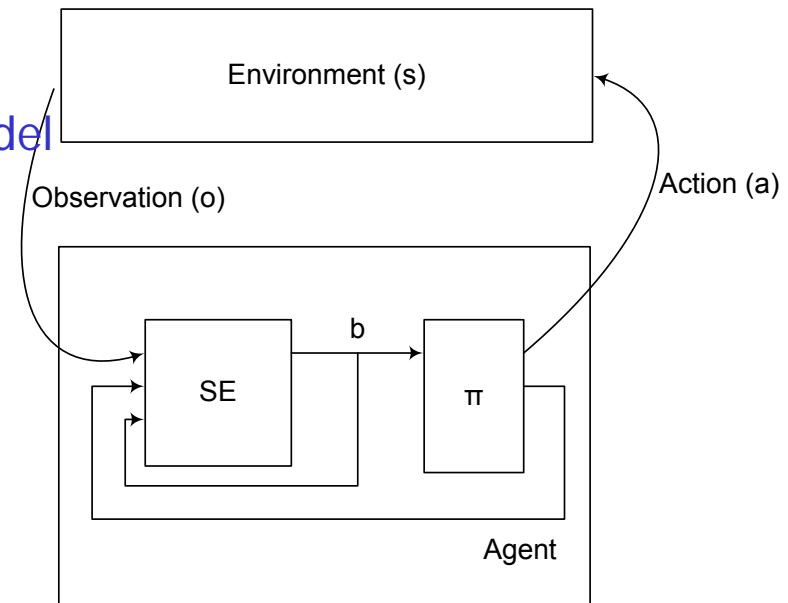 Environment (s)
del
Observation (o)
Action (a)
b
SE
π
Agent